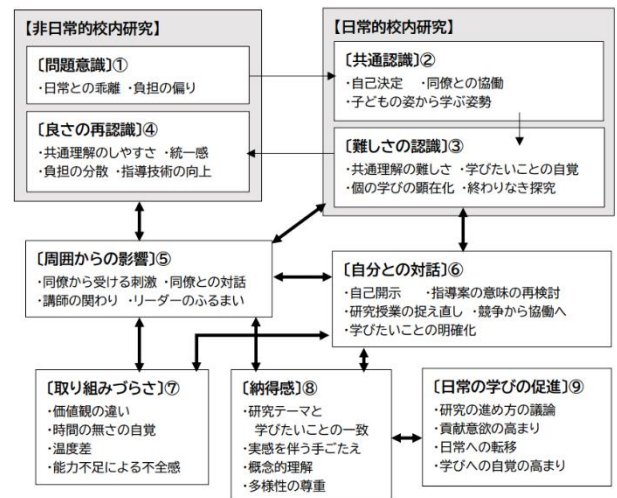 【非日常的校内研究】
〔問題意識〕①
・日常との乖離 ・負担の偏り
〔良さの再認識〕④
・共通理解のしやすさ ・統一感
・負担の分散 ・指導技術の向上
【日常的校内研究】
〔共通認識〕②
・自己決定 ・同僚との協働
・子どもの姿から学ぶ姿勢
〔難しさの認識〕③
・共通理解の難しさ ・学びたいことの自覚
・個の学びの顕在化 ・終わりなき探究
〔周囲からの影響〕⑤
・同僚から受ける刺激 ・同僚との対話
・講師の関わり ・リーダーのふるまい
〔自分との対話〕⑥
・自己開示 ・指導案の意味の再検討
・研究授業の捉え直し ・競争から協働へ
・学びたいことの明確化
〔取り組みづらさ〕⑦
・価値観の違い
・時間の無さの自覚
・温度差
・能力不足による不全感
〔納得感〕⑧
・研究テーマと
学びたいことの一致
・実感を伴う手ごたえ
・概念的理解
・多様性の尊重
〔日常の学びの促進〕⑨
・研究の進め方の議論
・貢献意欲の高まり
・日常への転移
・学びへの自覚の高まり